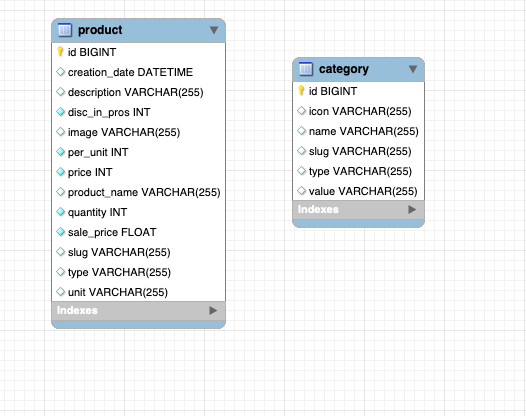 product
id BIGINT
creation_date DATETIME
description VARCHAR(255)
disc_in_pros INT
image VARCHAR(255)
per_unit INT
price INT
product_name VARCHAR(255)
quantity INT
sale_price FLOAT
slug VARCHAR(255)
type VARCHAR(255)
unit VARCHAR(255)
Indexes
category
id BIGINT
icon VARCHAR(255)
name VARCHAR(255)
slug VARCHAR(255)
type VARCHAR(255)
value VARCHAR(255)
Indexes